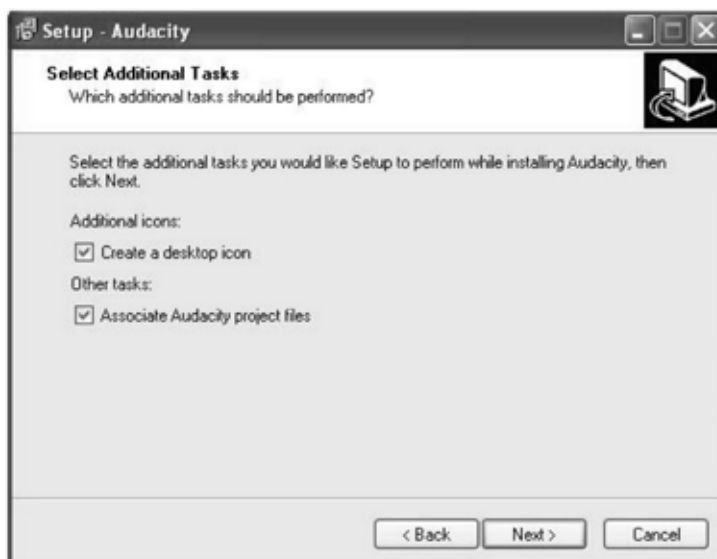 Setup - Audacity
Select Additional Tasks
Which additional tasks should be performed?
Select the additional tasks you would like Setup to perform while installing Audacity, then
click Next.
Additional icons:
Create a desktop icon
Other tasks:
Associate Audacity project files
< Back Next > Cancel